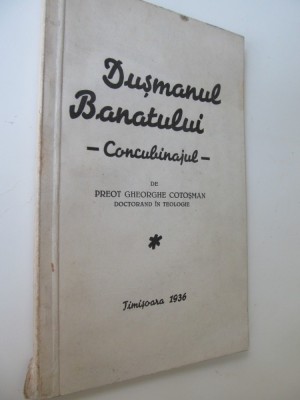 Dușmanul
Banatului
– Concubinajul –
DE
PREOT GHEORGHE COTOȘMAN
DOCTORAND ÎN TEOLOGIE
*
Timișoara 1936